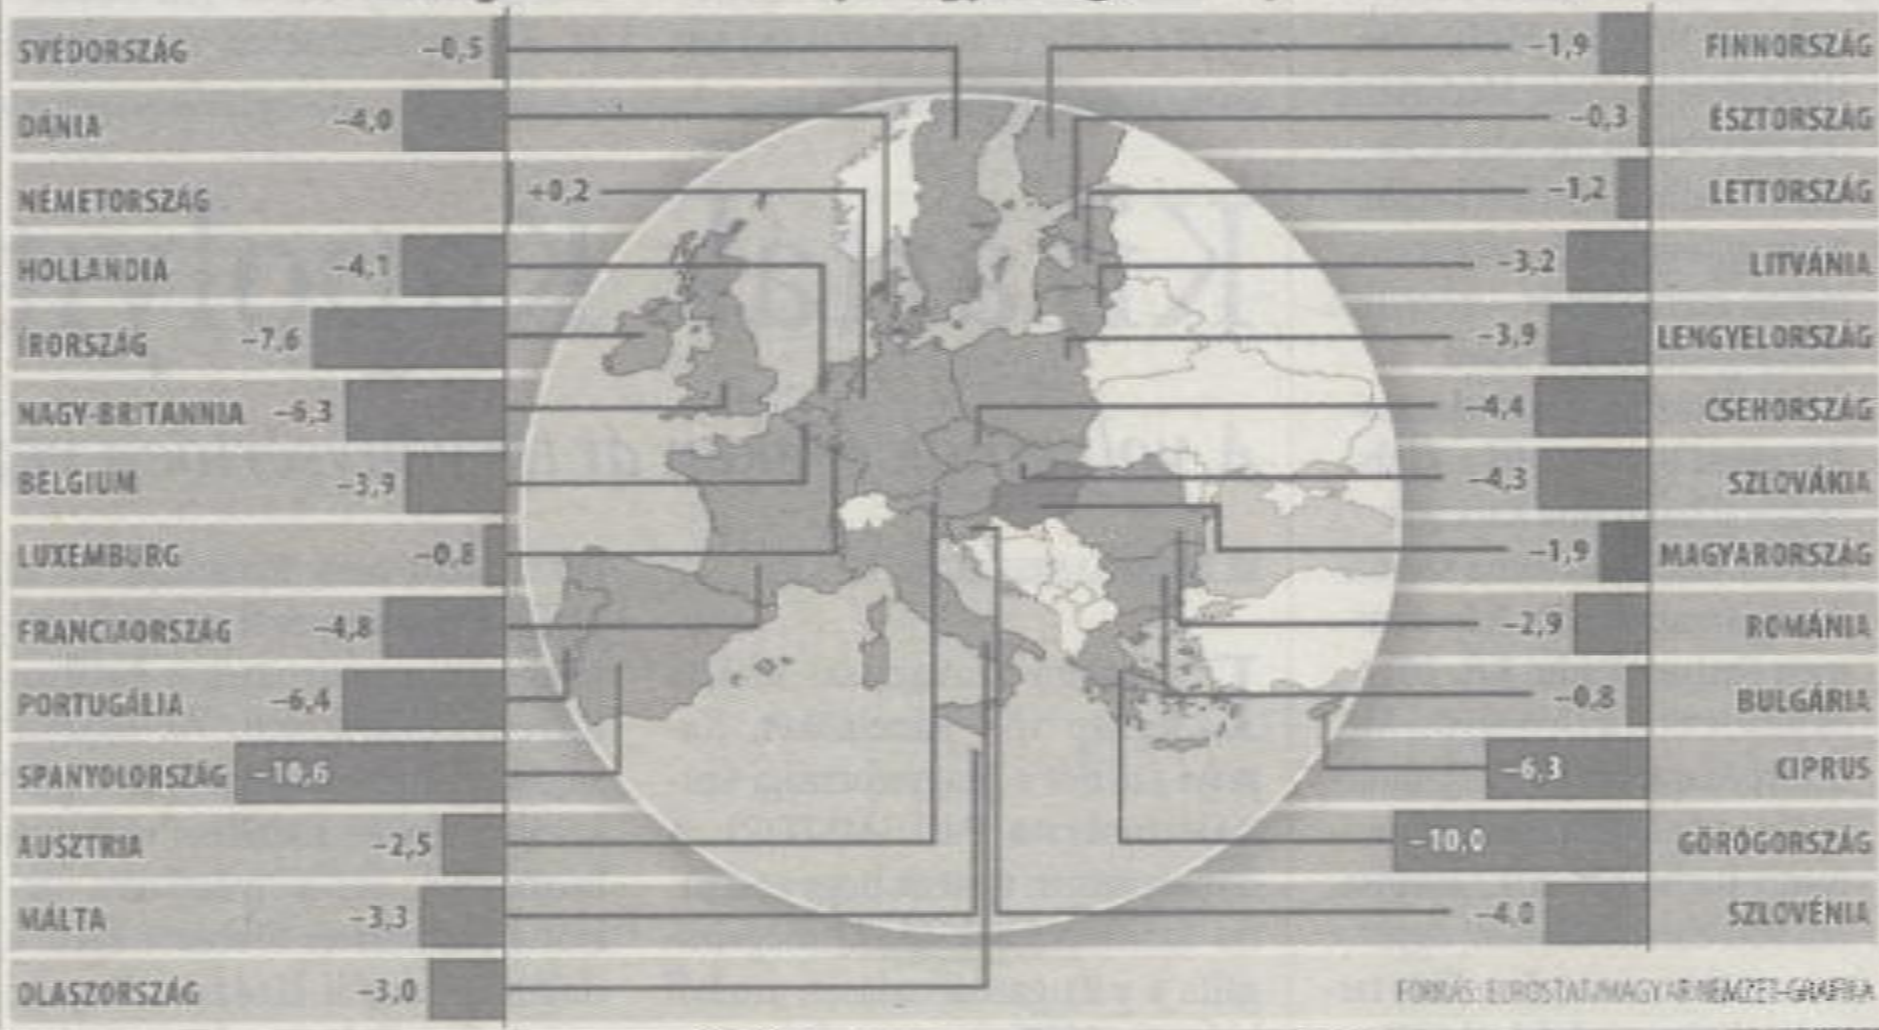 SVÉDORSZÁG -0,5
DÁNIA -4,0
NÉMETORSZÁG +0,2
HOLLANDIA -4,1
ÍRORSZÁG -7,6
NAGY-BRITANNIA -6,3
BELGIUM -3,9
LUXEMBURG -0,8
FRANCIAORSZÁG -4,8
PORTUGÁLIA -6,4
SPANYOLORSZÁG -10,6
AUSZTRIA -2,5
MÁLTA -3,3
OLASZORSZÁG -3,0
-1,9 FINNORSZÁG
-0,3 ÉSZTORSZÁG
-1,2 LETTORSZÁG
-3,2 LITVÁNIA
-3,9 LENGYELORSZÁG
-4,4 CSEHORSZÁG
-4,3 SZLOVÁKIA
-1,9 MAGYARORSZÁG
-2,9 ROMÁNIA
-0,8 BULGÁRIA
-6,3 CIPRUS
-10,0 GÖRÖGORSZÁG
-4,0 SZLOVÉNIA
FORRÁS: EUROSTAT/MAGYAR NEMZET-GRAFIKA